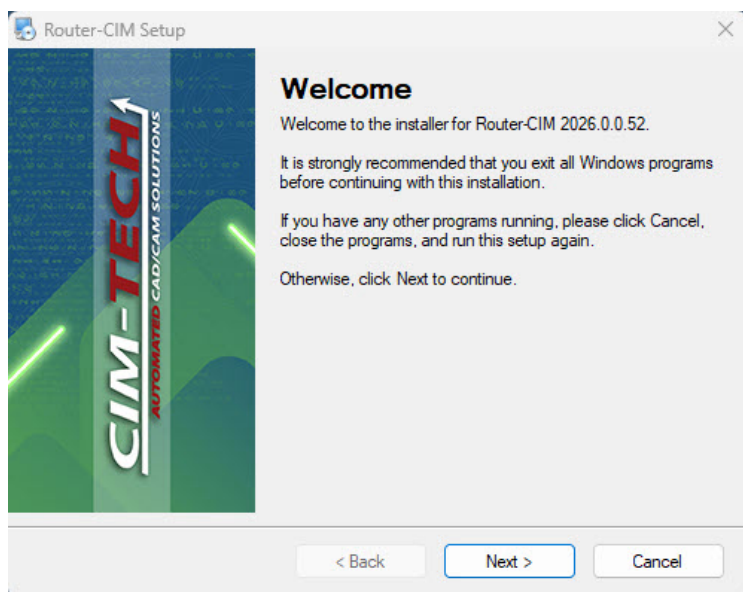 Router-CIM Setup
CIM-TECH
AUTOMATED CAD/CAM SOLUTIONS
Welcome
Welcome to the installer for Router-CIM 2026.0.0.52.
It is strongly recommended that you exit all Windows programs
before continuing with this installation.
If you have any other programs running, please click Cancel,
close the programs, and run this setup again.
Otherwise, click Next to continue.
< Back
Next >
Cancel